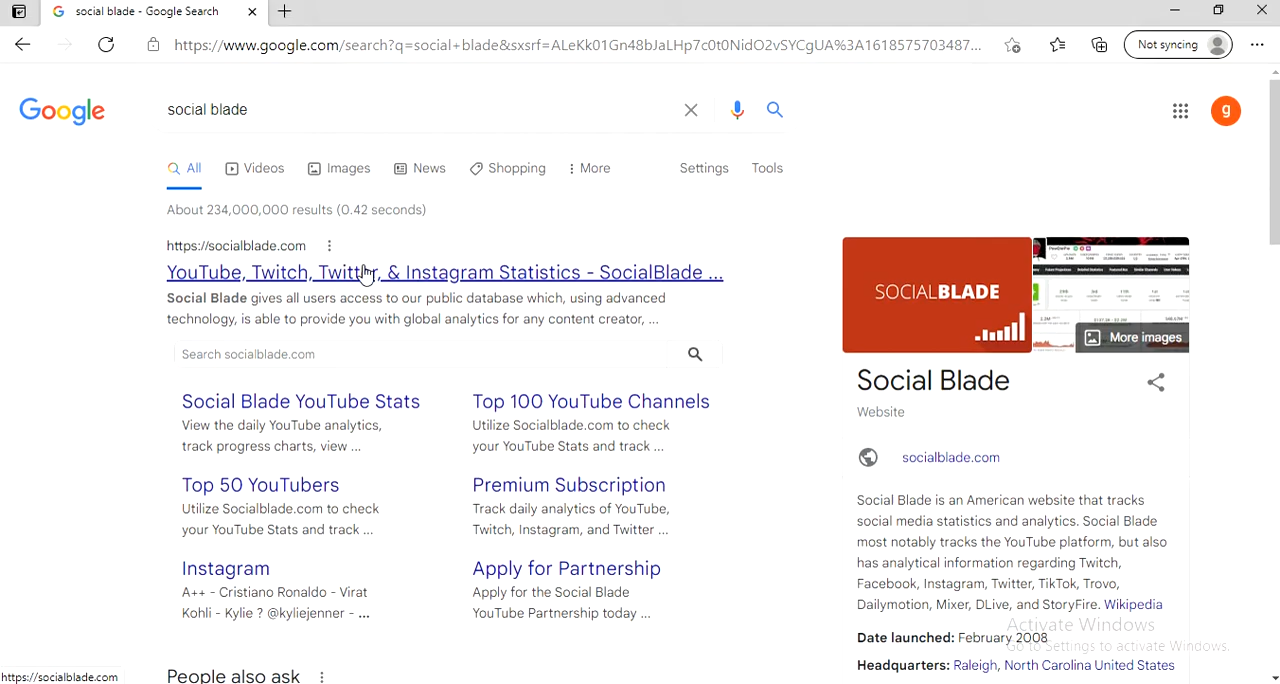 social blade - Google Search
https://www.google.com/search?q=social+blade&sxsrf=ALeKk01Gn48bJaLHp7c0t0NidO2vSYCgUA%3A1618575703487...
Not syncing
Google
social blade
g
All
Videos
Images
News
Shopping
More
Settings
Tools
About 234,000,000 results (0.42 seconds)
https://socialblade.com
YouTube, Twitch, Twitter, & Instagram Statistics - SocialBlade ...
Social Blade gives all users access to our public database which, using advanced
technology, is able to provide you with global analytics for any content creator, ...
Search socialblade.com
Social Blade YouTube Stats
View the daily YouTube analytics,
track progress charts, view ...
Top 100 YouTube Channels
Utilize Socialblade.com to check
your YouTube Stats and track ...
Top 50 YouTubers
Utilize Socialblade.com to check
your YouTube Stats and track ...
Premium Subscription
Track daily analytics of YouTube,
Twitch, Instagram, and Twitter ...
Instagram
A++ - Cristiano Ronaldo - Virat
Kohli - Kylie ? @kyliejenner - ...
Apply for Partnership
Apply for the Social Blade
YouTube Partnership today ...
People also ask
SOCIALBLADE
More images
Social Blade
Website
socialblade.com
Social Blade is an American website that tracks
social media statistics and analytics. Social Blade
most notably tracks the YouTube platform, but also
has analytical information regarding Twitch,
Facebook, Instagram, Twitter, TikTok, Trovo,
Dailymotion, Mixer, DLive, and StoryFire. Wikipedia
Date launched: February 2008
Headquarters: Raleigh, North Carolina United States
Activate Windows
Go to Settings to activate Windows.
https://socialblade.com